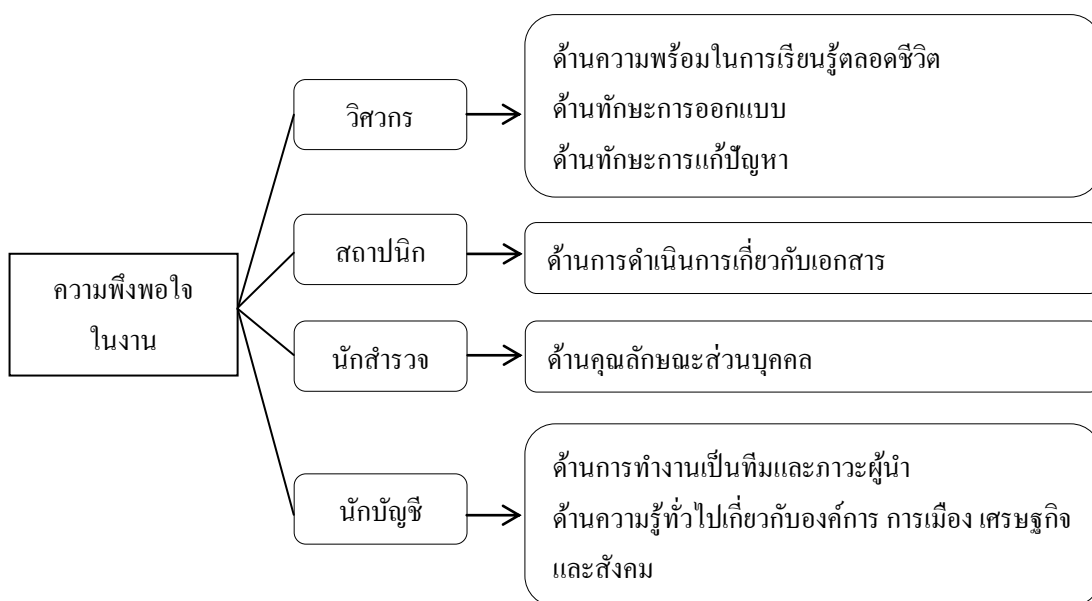 ความพึงพอใจ
ในงาน
วิศวกร
ด้านความพร้อมในการเรียนรู้ตลอดชีวิต
ด้านทักษะการออกแบบ
ด้านทักษะการแก้ปัญหา
สถาปนิก
ด้านการดำเนินการเกี่ยวกับเอกสาร
นักสำรวจ
ด้านคุณลักษณะส่วนบุคคล
นักบัญชี
ด้านการทำงานเป็นทีมและภาวะผู้นำ
ด้านความรู้ทั่วไปเกี่ยวกับองค์การ การเมือง เศรษฐกิจ
และสังคม